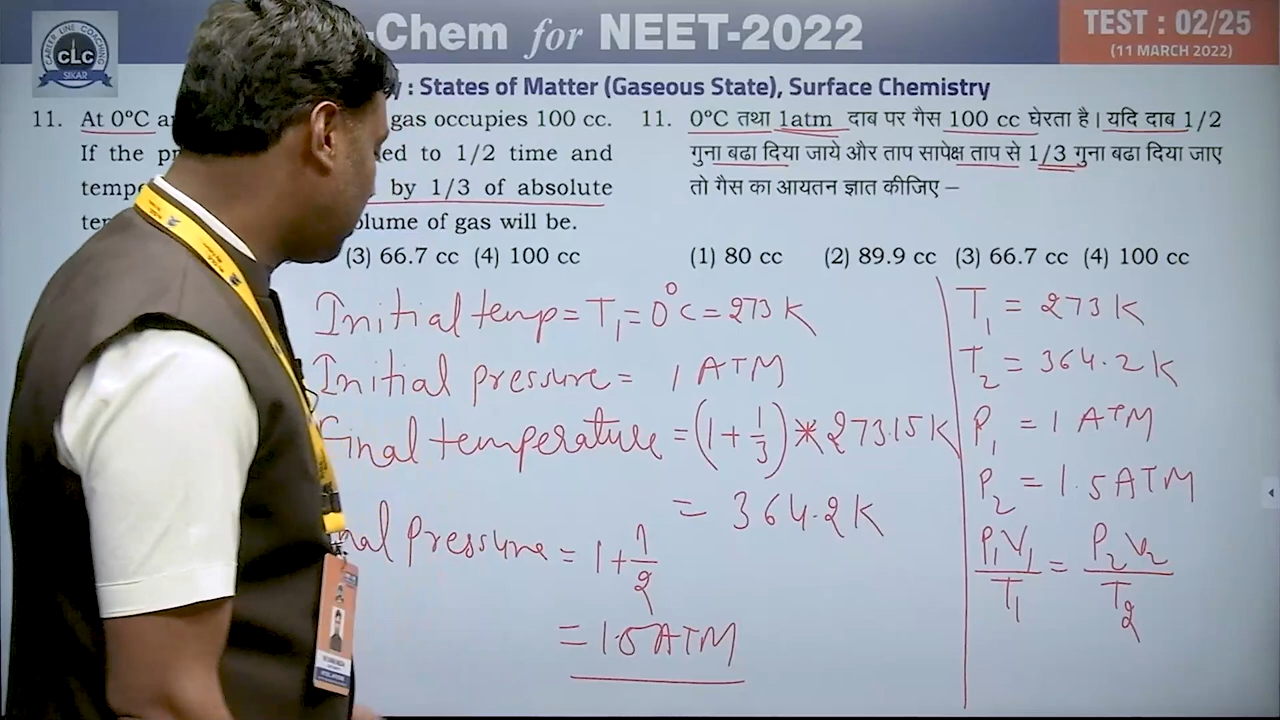 -Chem for NEET-2022
TEST : 02/25
(11 MARCH 2022)
CAREER LINE COACHING
CLC
SIKAR
: States of Matter (Gaseous State), Surface Chemistry
11. At 0°C gas occupies 100 cc.
If the to 1/2 time and
by 1/3 of absolute
of gas will be.
(3) 66.7 cc (4) 100 cc
11. 0°C तथा 1atm दाब पर गैस 100 cc घेरता है। यदि दाब 1/2
गुना बढा दिया जाये और ताप सापेक्ष ताप से 1/3 गुना बढा दिया जाए
तो गैस का आयतन ज्ञात कीजिए –
(1) 80 cc (2) 89.9 cc (3) 66.7 cc (4) 100 cc
Initial temp = T1 = 0°C = 273 K
Initial pressure = 1 ATM
Final temperature = (1 + 1/3) * 273.15 K
= 364.2 K
Pressure = 1 + 1/2
= 1.5 ATM
T1 = 273 K
T2 = 364.2 K
P1 = 1 ATM
P2 = 1.5 ATM
P1V1/T1 = P2V2/T2